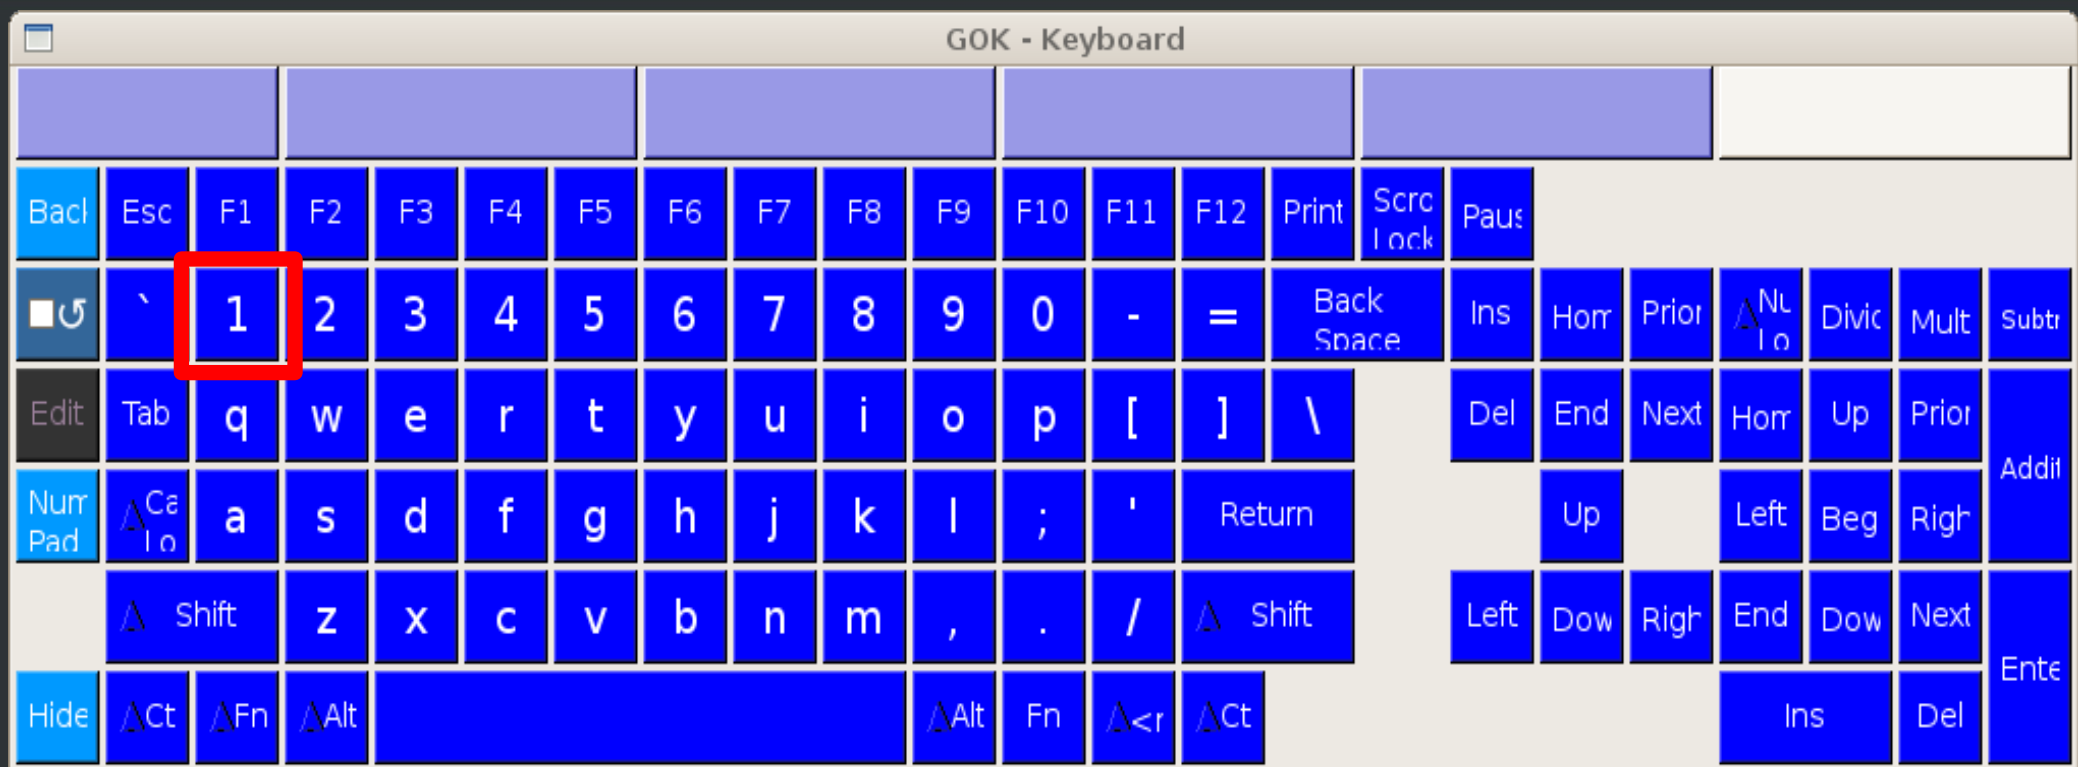 GOK - Keyboard
Back Esc F1 F2 F3 F4 F5 F6 F7 F8 F9 F10 F11 F12 Print Scro Lock Paus
` 1 2 3 4 5 6 7 8 9 0 - = Back Space Ins Hom Prior Nu Lo Divic Mult Subtr
Edit Tab q w e r t y u i o p [ ] \ Del End Next Hom Up Prior
Num Pad Ca Lo a s d f g h j k l ; ' Return Up Left Beg Righ Addit
Shift z x c v b n m , . / Shift Left Dow Righ End Dow Next
Hide Ct Fn Alt Alt Fn <r Ct Ins Del Ente